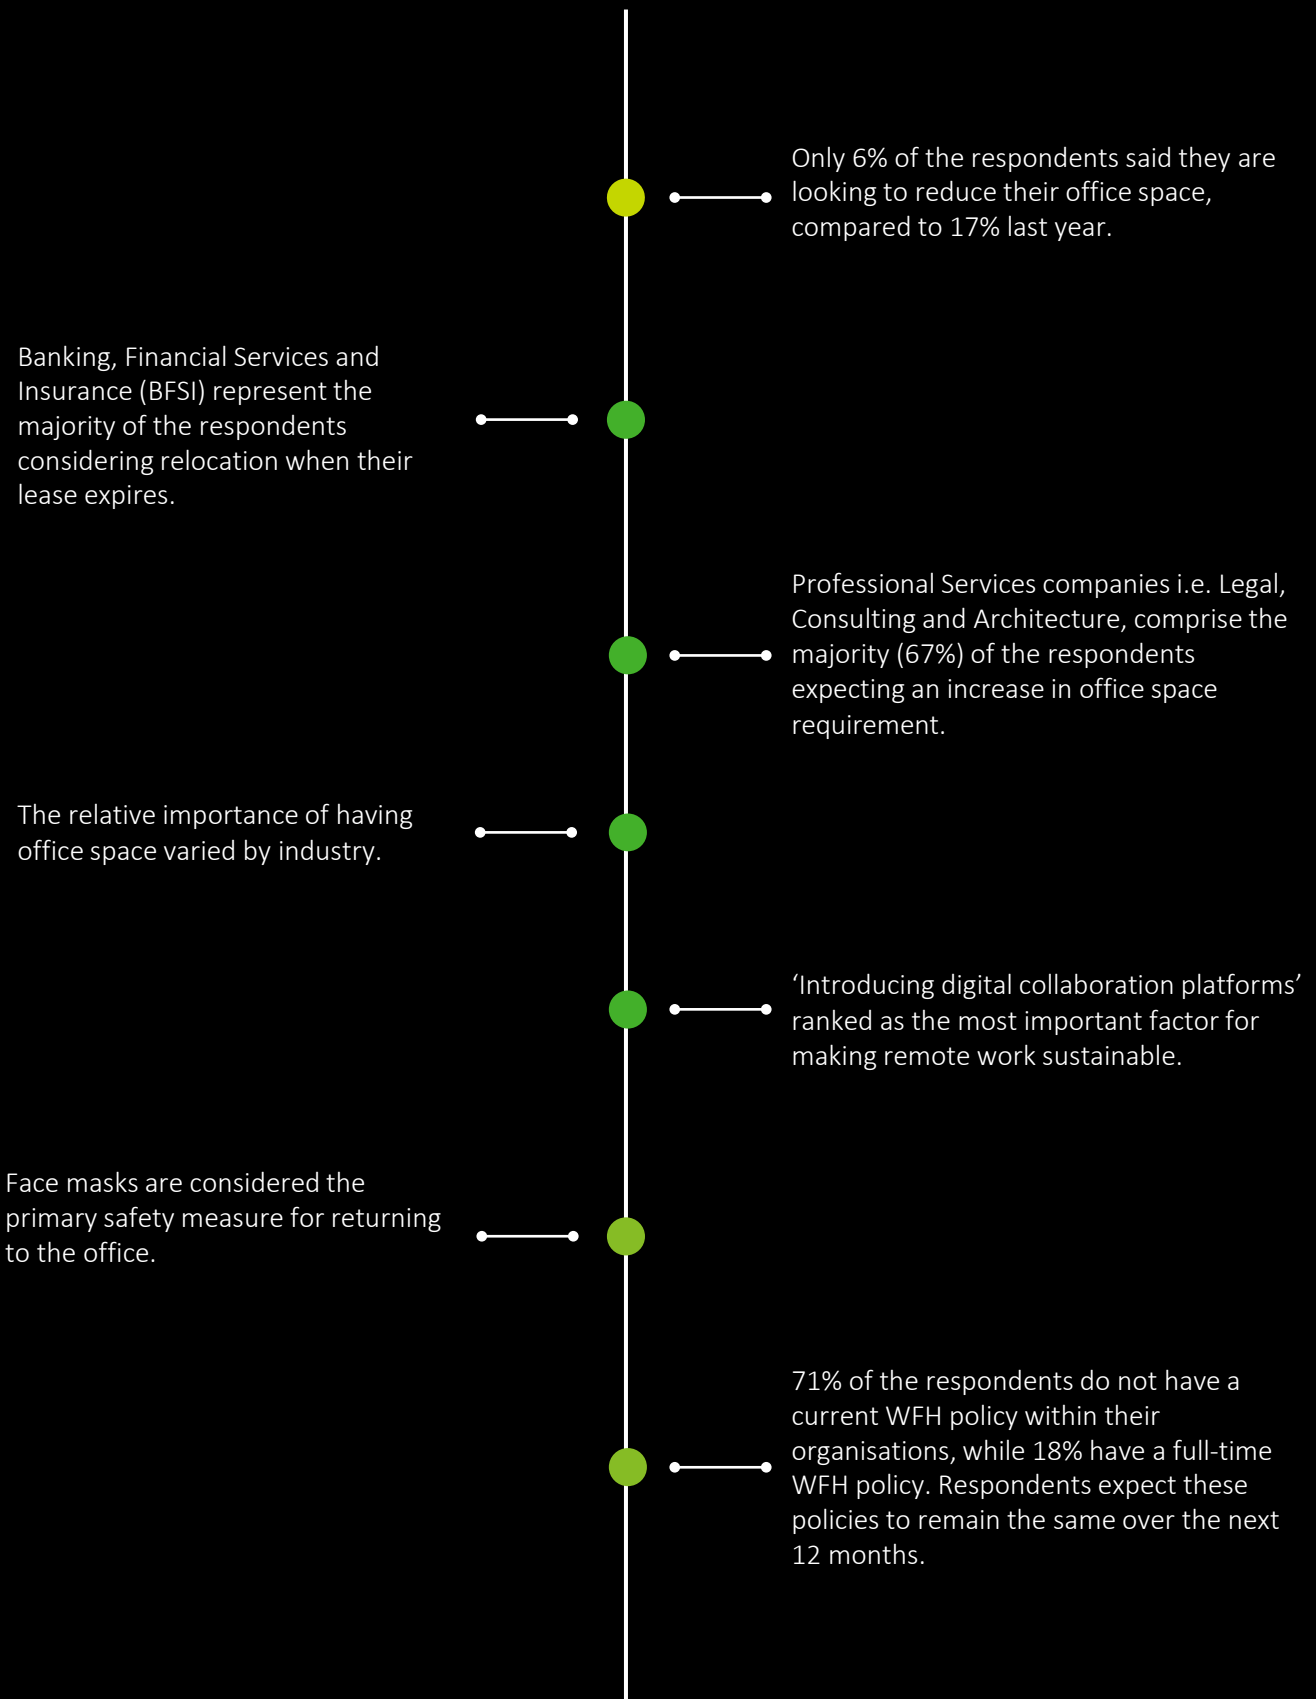 Only 6% of the respondents said they are
looking to reduce their office space,
compared to 17% last year.
Banking, Financial Services and
Insurance (BFSI) represent the
majority of the respondents
considering relocation when their
lease expires.
Professional Services companies i.e. Legal,
Consulting and Architecture, comprise the
majority (67%) of the respondents
expecting an increase in office space
requirement.
The relative importance of having
office space varied by industry.
‘Introducing digital collaboration platforms’
ranked as the most important factor for
making remote work sustainable.
Face masks are considered the
primary safety measure for returning
to the office.
71% of the respondents do not have a
current WFH policy within their
organisations, while 18% have a full-time
WFH policy. Respondents expect these
policies to remain the same over the next
12 months.